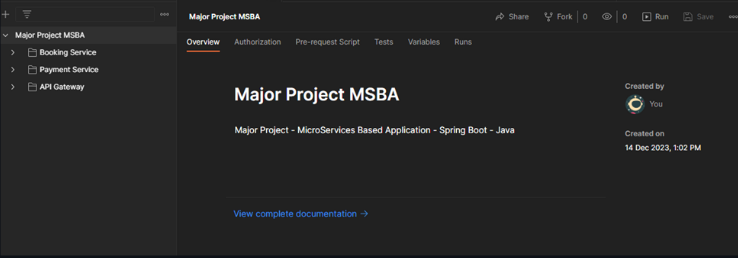 Major Project MSBA
Share
Fork
0
0
Run
Save
Major Project MSBA
Booking Service
Payment Service
API Gateway
Overview
Authorization
Pre-request Script
Tests
Variables
Runs
Major Project MSBA
Major Project - MicroServices Based Application - Spring Boot - Java
View complete documentation →
Created by
You
Created on
14 Dec 2023, 1:02 PM